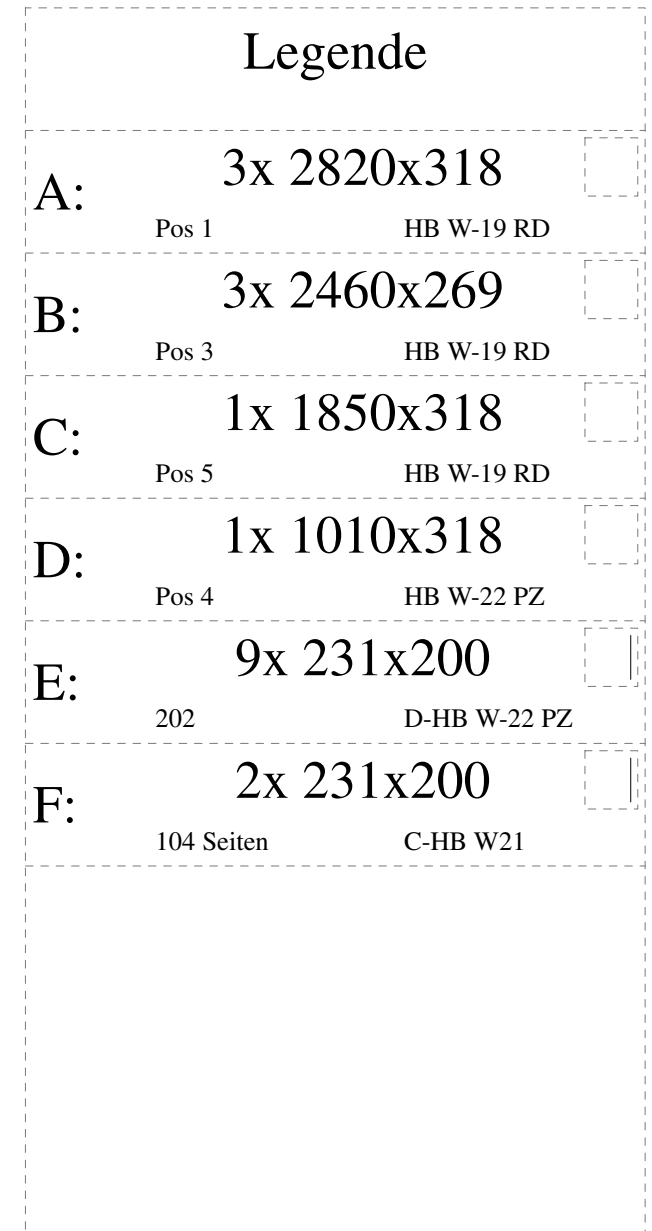 Legende
A: 3x 2820x318
Pos 1 HB W-19 RD
B: 3x 2460x269
Pos 3 HB W-19 RD
C: 1x 1850x318
Pos 5 HB W-19 RD
D: 1x 1010x318
Pos 4 HB W-22 PZ
E: 9x 231x200
202 D-HB W-22 PZ
F: 2x 231x200
104 Seiten C-HB W21